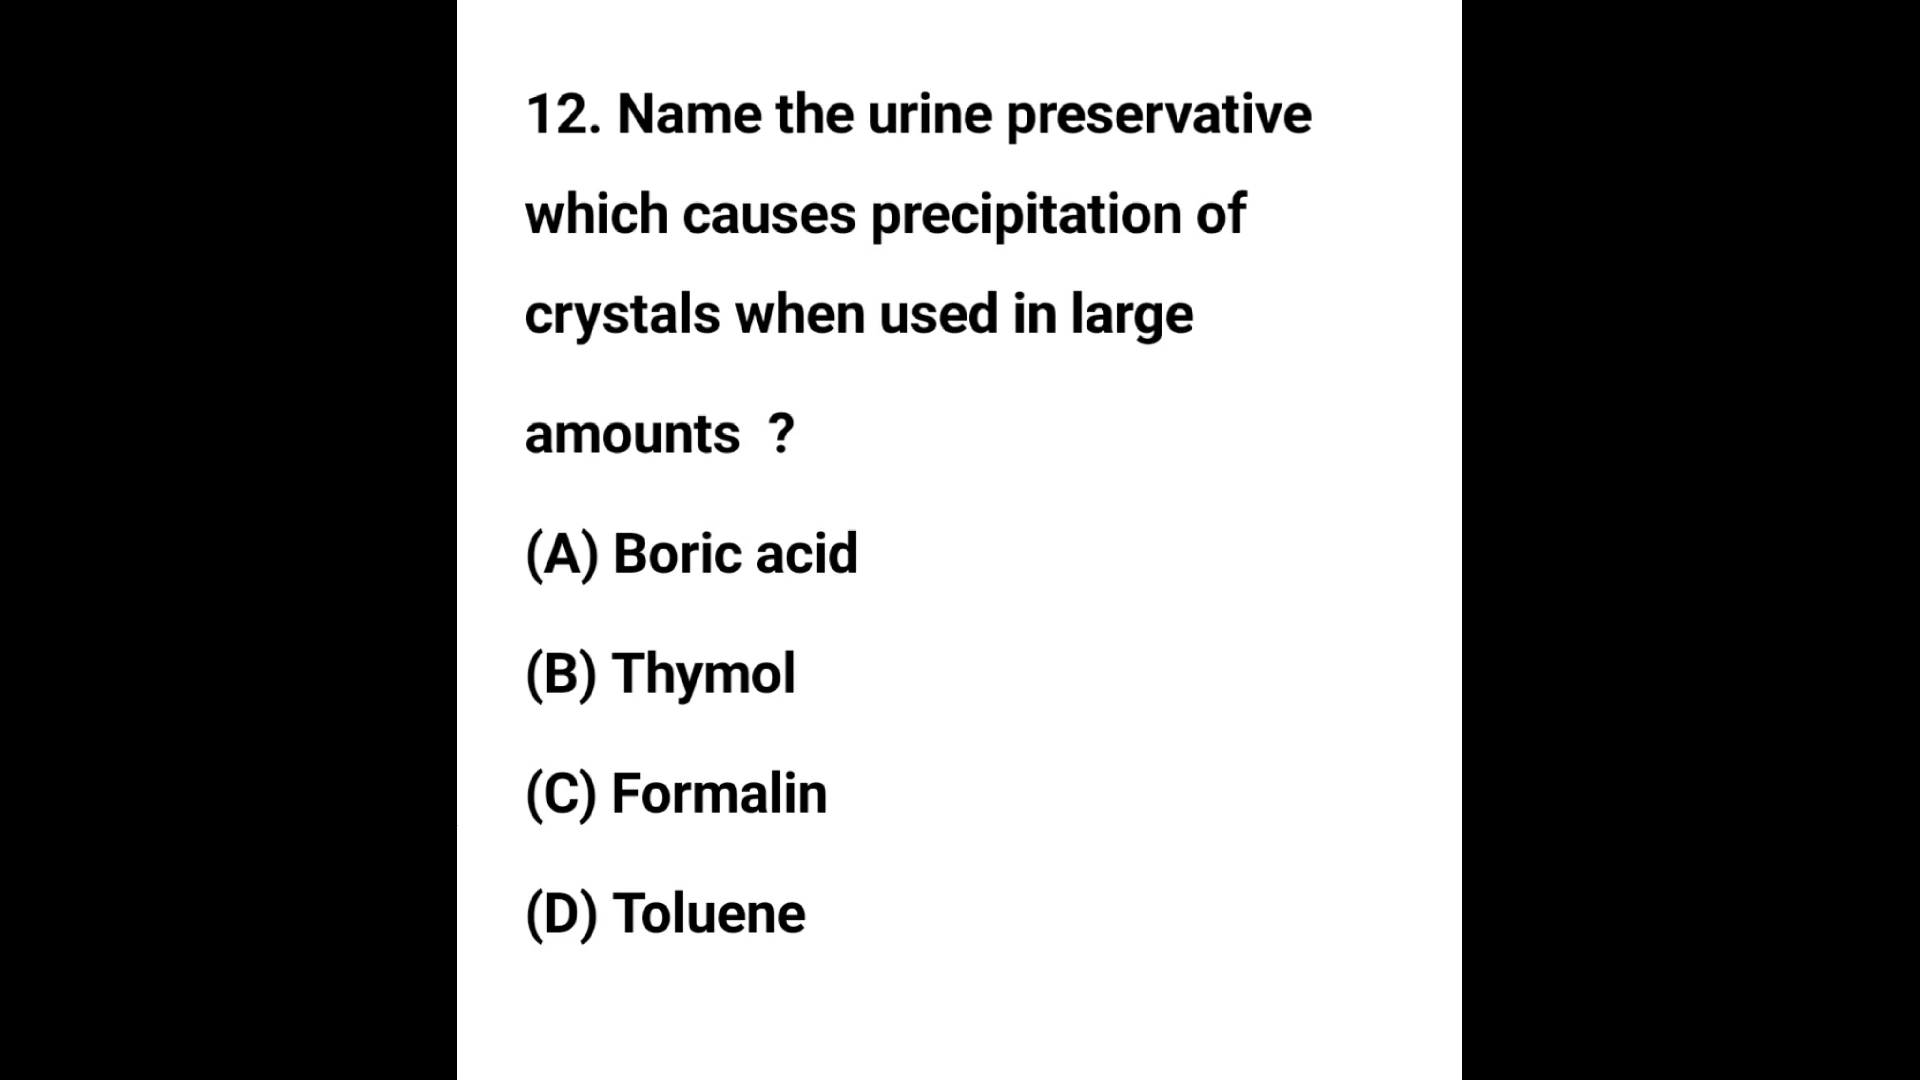 12. Name the urine preservative
which causes precipitation of
crystals when used in large
amounts ?
(A) Boric acid
(B) Thymol
(C) Formalin
(D) Toluene